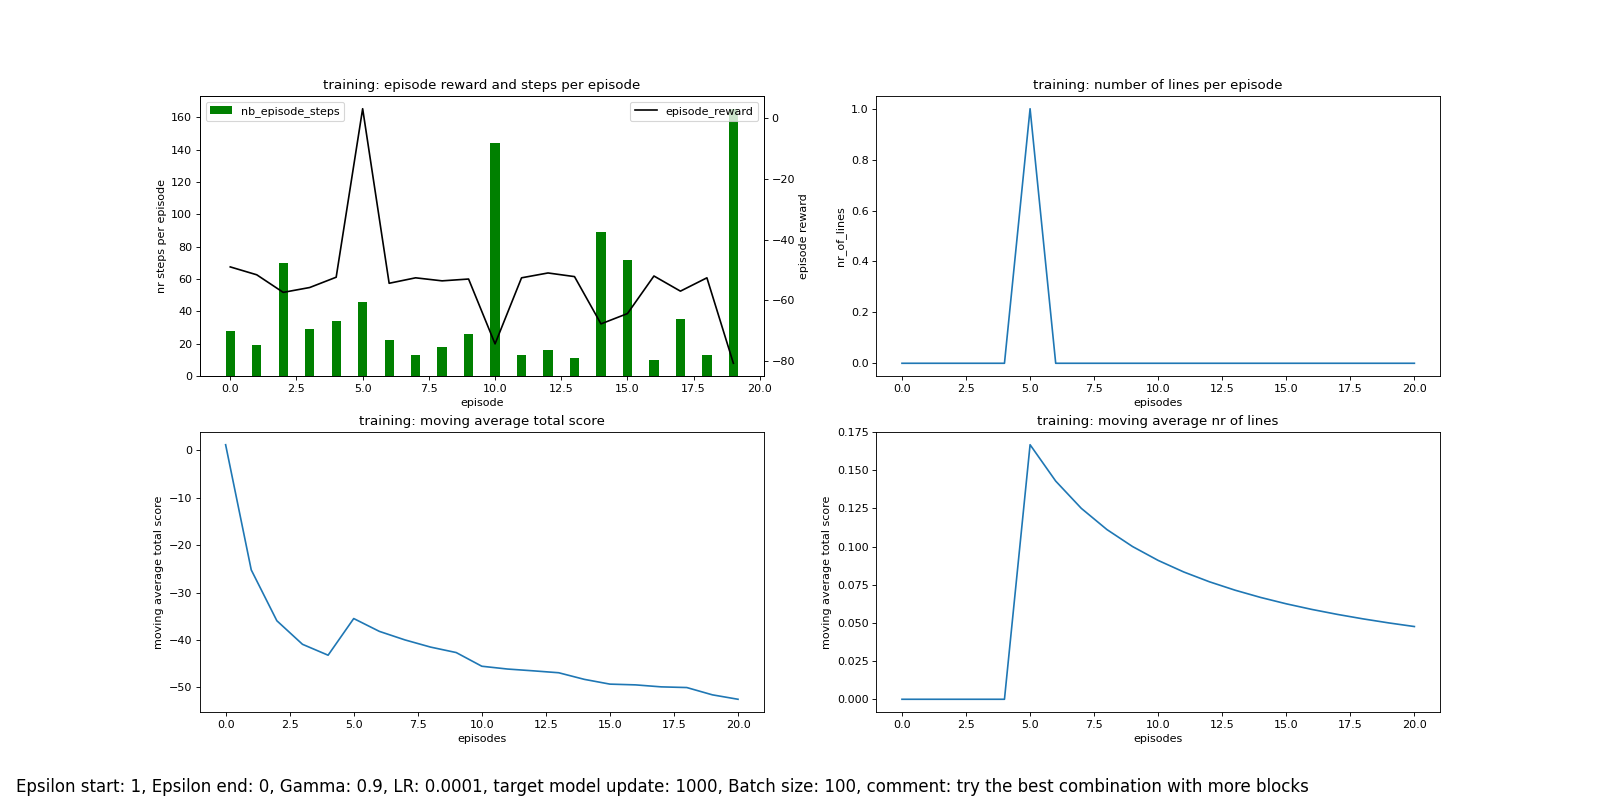 training: episode reward and steps per episode
nb_episode_steps
episode_reward
160
140
120
100
80
60
40
20
0
nr steps per episode
0
−20
−40
−60
−80
episode reward
0.0 2.5 5.0 7.5 10.0 12.5 15.0 17.5 20.0
episode
training: number of lines per episode
1.0
0.8
0.6
0.4
0.2
0.0
nr_of_lines
0.0 2.5 5.0 7.5 10.0 12.5 15.0 17.5 20.0
episodes
training: moving average total score
0
−10
−20
−30
−40
−50
moving average total score
0.0 2.5 5.0 7.5 10.0 12.5 15.0 17.5 20.0
episodes
training: moving average nr of lines
0.175
0.150
0.125
0.100
0.075
0.050
0.025
0.000
moving average total score
0.0 2.5 5.0 7.5 10.0 12.5 15.0 17.5 20.0
episodes
Epsilon start: 1, Epsilon end: 0, Gamma: 0.9, LR: 0.0001, target model update: 1000, Batch size: 100, comment: try the best combination with more blocks